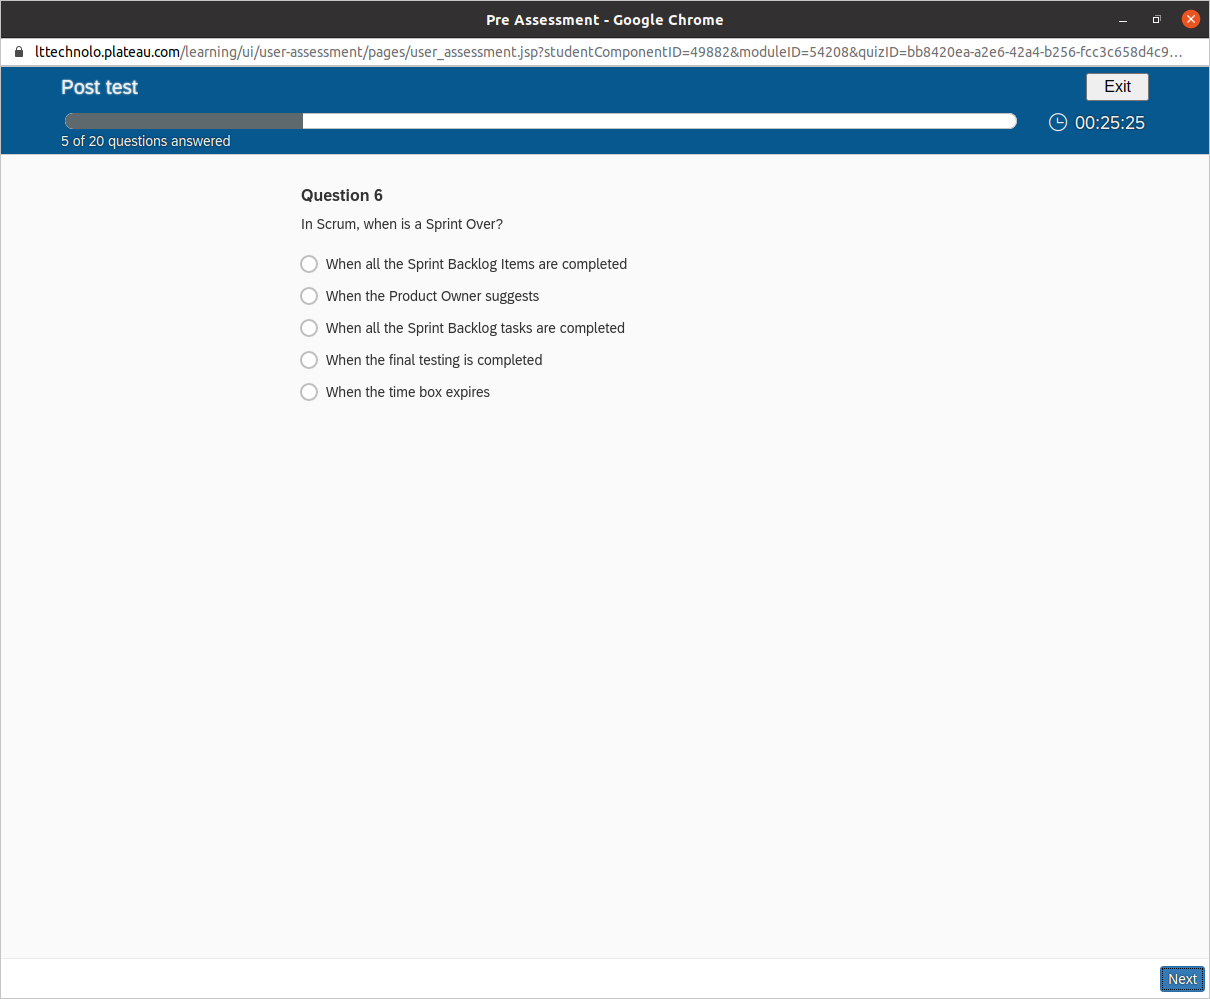 Pre Assessment - Google Chrome
lttechnolo.plateau.com/learning/ui/user-assessment/pages/user_assessment.jsp?studentComponentID=49882&moduleID=54208&quizID=bb8420ea-a2e6-42a4-b256-fcc3c658d4c9...
Post test
Exit
00:25:25
5 of 20 questions answered
Question 6
In Scrum, when is a Sprint Over?
When all the Sprint Backlog Items are completed
When the Product Owner suggests
When all the Sprint Backlog tasks are completed
When the final testing is completed
When the time box expires
Next